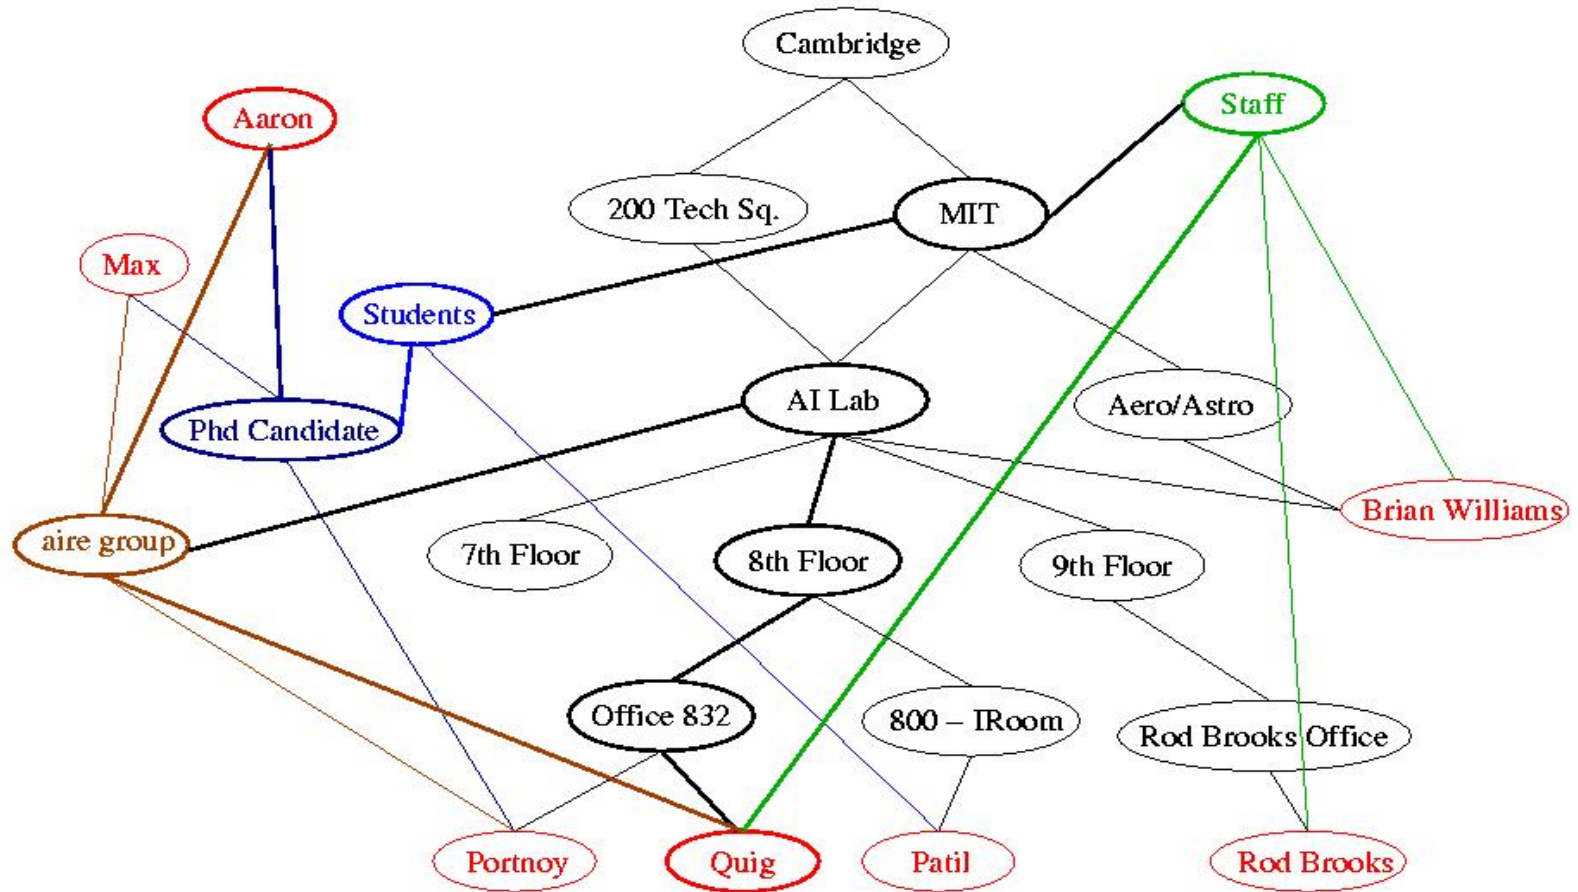 Cambridge
Staff
Aaron
200 Tech Sq.
MIT
Max
Students
AI Lab
Aero/Astro
Phd Candidate
Brian Williams
aire group
7th Floor
8th Floor
9th Floor
Office 832
800 – IRoom
Rod Brooks Office
Portnoy
Quig
Patil
Rod Brooks